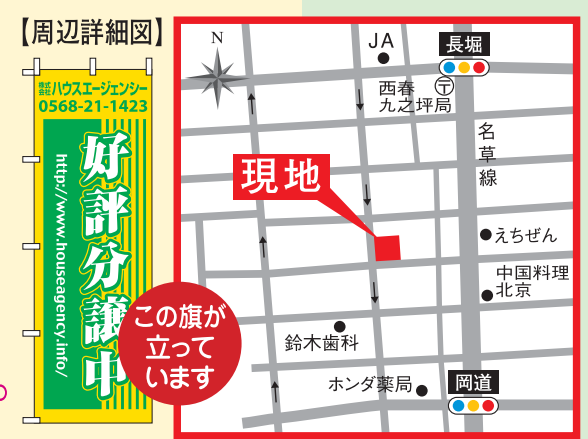 【周辺詳細図】
株式会社 ハウスエージェンシー
0568-21-1423
好評分譲中
http://www.houseagency.info/
この旗が
立って
います
N
JA
長堀
西春
九之坪局
名草線
現地
えちぜん
中国料理
北京
鈴木歯科
ホンダ薬局
岡道